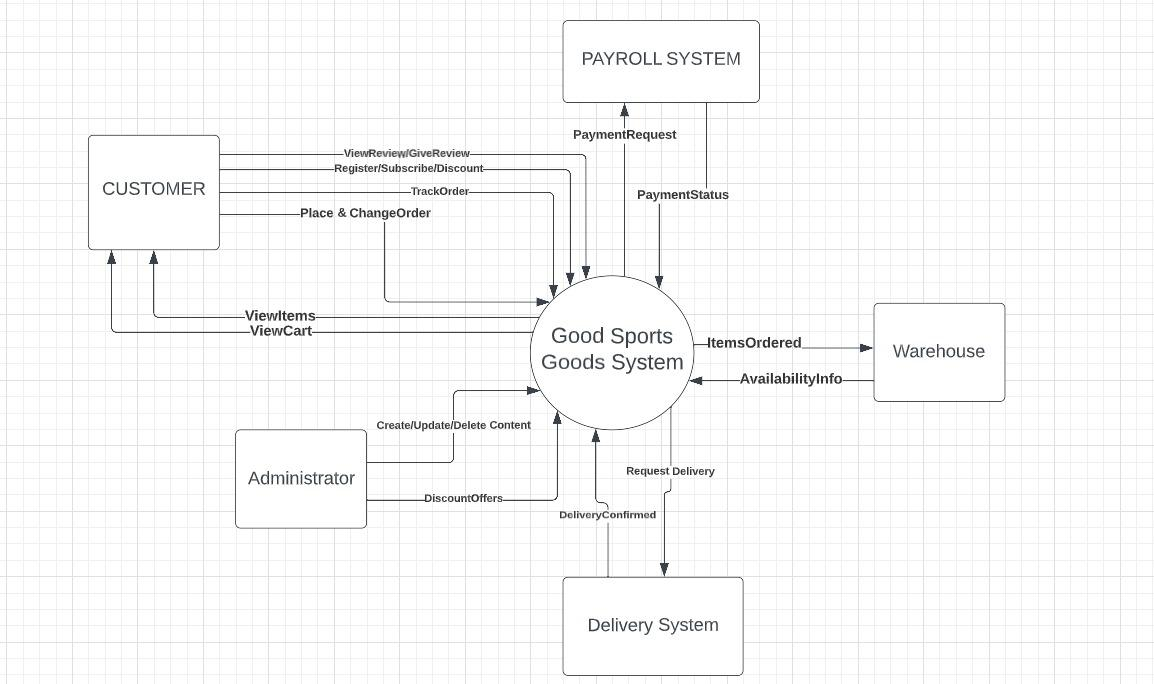 PAYROLL SYSTEM
PaymentRequest
ViewReview/GiveReview
Register/Subscribe/Discount
CUSTOMER
TrackOrder
PaymentStatus
Place & ChangeOrder
ViewItems
ViewCart
Good Sports
Goods System
ItemsOrdered
Warehouse
AvailabilityInfo
Create/Update/Delete Content
Administrator
Request Delivery
DiscountOffers
DeliveryConfirmed
Delivery System